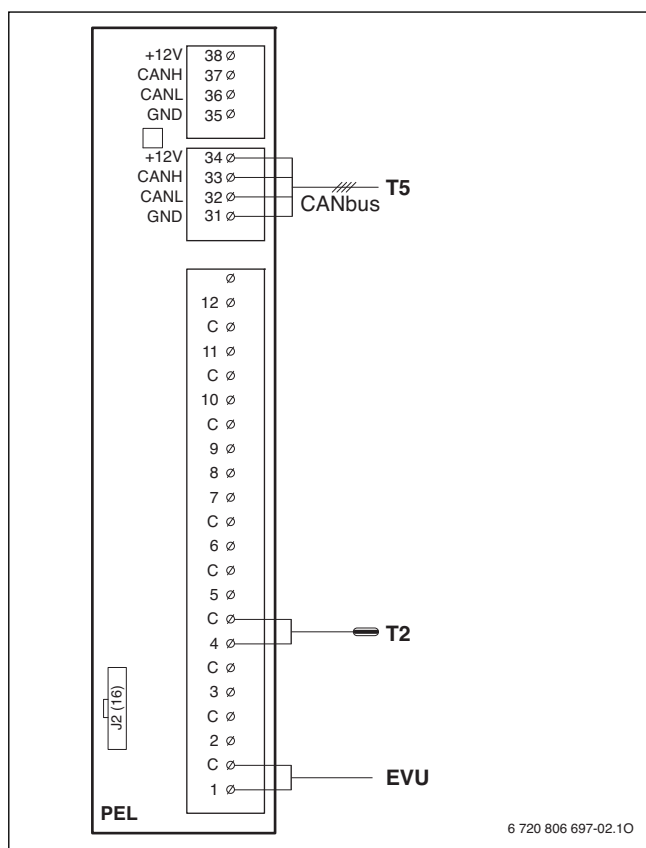 +12V 38
CANH 37
CANL 36
GND 35
+12V 34
CANH 33
CANL 32
GND 31
T5
CANbus
12
C
11
C
10
C
9
8
7
C
6
C
5
C
4
T2
C
3
C
2
C
1
EVU
J2 (16)
PEL
6 720 806 697-02.1O